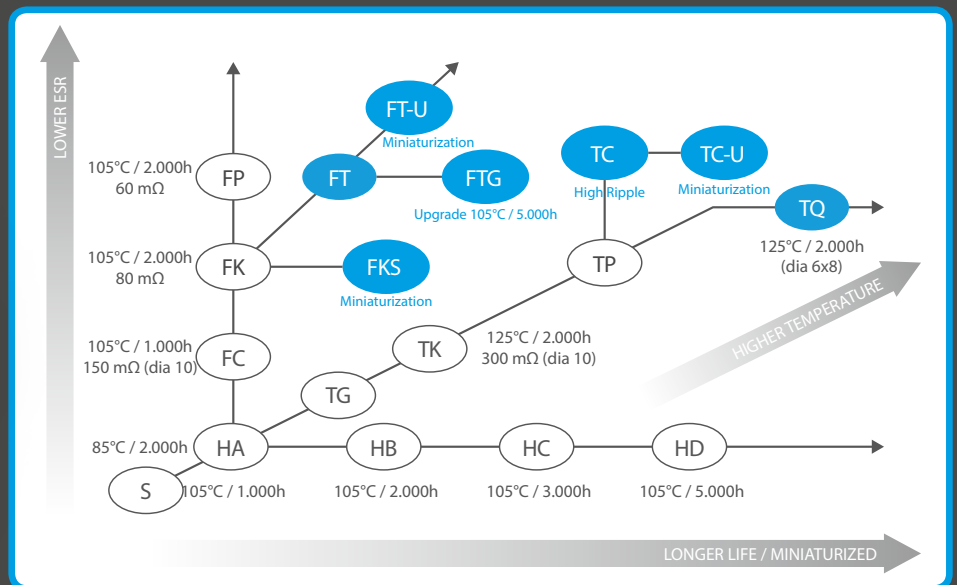 LOWER ESR
FT-U
Miniaturization
105°C / 2.000h
60 mΩ
FP
FT
FTG
Upgrade 105°C / 5.000h
TC
High Ripple
TC-U
Miniaturization
TQ
125°C / 2.000h
(dia 6x8)
105°C / 2.000h
80 mΩ
FK
FKS
Miniaturization
TP
HIGHER TEMPERATURE
105°C / 1.000h
150 mΩ (dia 10)
FC
TK
125°C / 2.000h
300 mΩ (dia 10)
TG
85°C / 2.000h
HA
HB
HC
HD
S
105°C / 1.000h
105°C / 2.000h
105°C / 3.000h
105°C / 5.000h
LONGER LIFE / MINIATURIZED